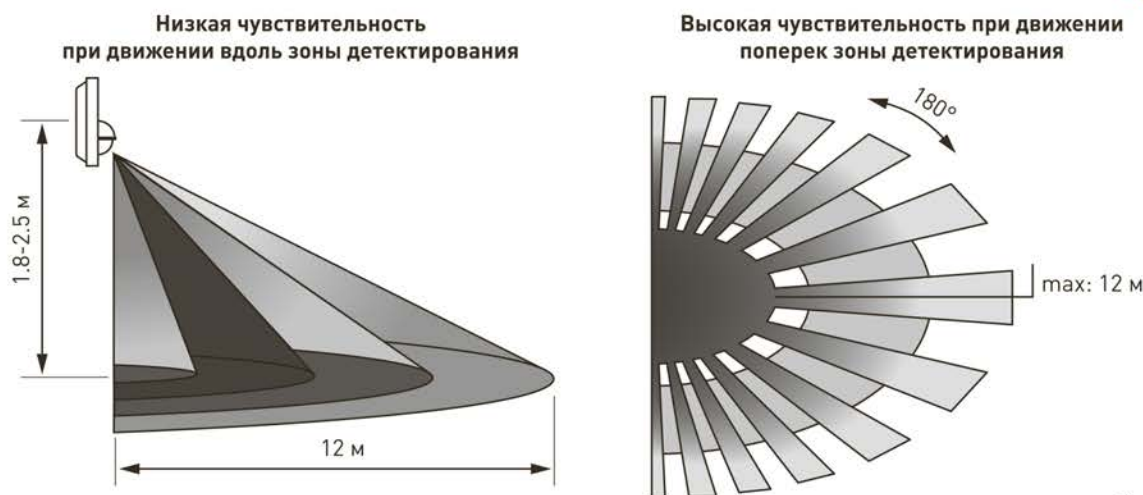 Низкая чувствительность
при движении вдоль зоны детектирования
Высокая чувствительность при движении
поперек зоны детектирования
180°
1.8-2.5 м
max: 12 м
12 м